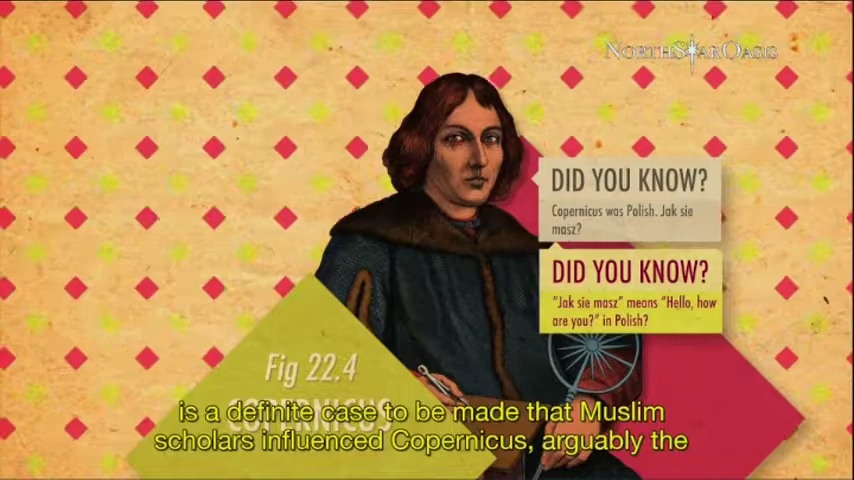 NORTHSTAROASIS
DID YOU KNOW?
Copernicus was Polish. Jak sie
masz?
DID YOU KNOW?
"Jak sie masz" means "Hello, how
are you?" in Polish?
Fig 22.4
COPERNICUS
is a definite case to be made that Muslim
scholars influenced Copernicus, arguably the